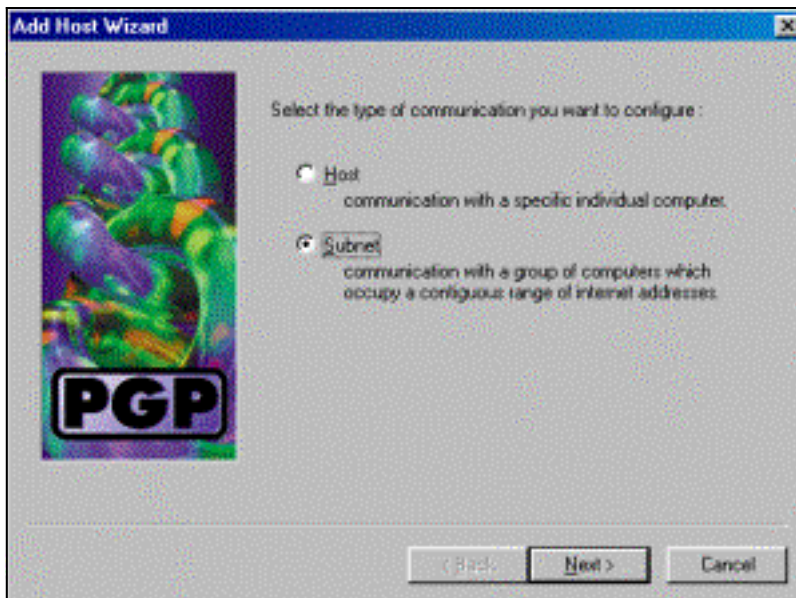 Add Host Wizard
Select the type of communication you want to configure :
Host
communication with a specific individual computer.
Subnet
communication with a group of computers which
occupy a contiguous range of internet addresses.
PGP
< Back
Next >
Cancel